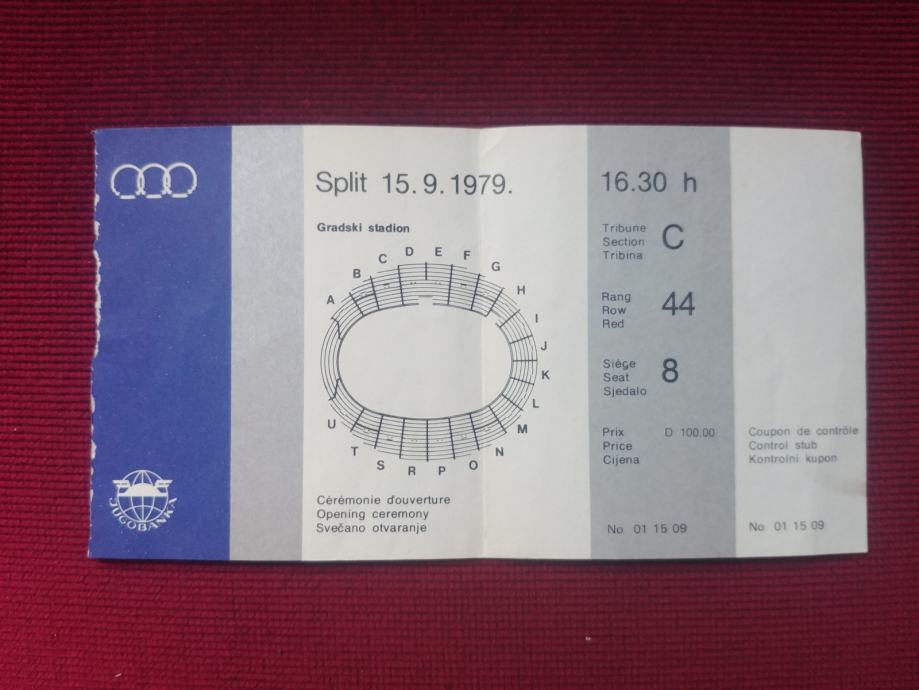 JUGOBANKA
Split 15.9.1979.
Gradski stadion
A
B
C
D
E
F
G
H
I
J
K
L
M
N
O
P
R
S
T
U
Cérémonie d'ouverture
Opening ceremony
Svečano otvaranje
16.30 h
Tribune
Section
Tribina
C
Rang
Row
Red
44
Siège
Seat
Sjedalo
8
Prix
Price
Cijena
D 100,00
No 01 15 09
Coupon de contrôle
Control stub
Kontrolni kupon
No 01 15 09